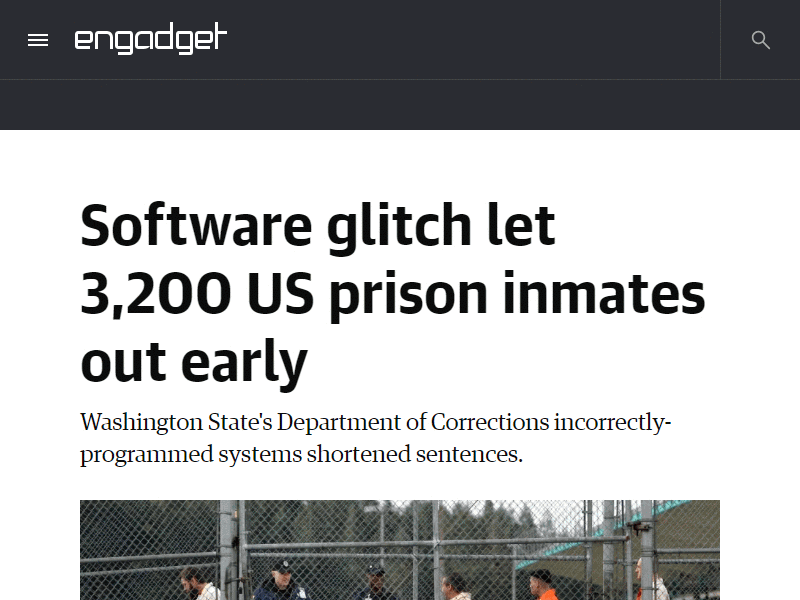 engadget
Software glitch let
3,200 US prison inmates
out early
Washington State's Department of Corrections incorrectly-
programmed systems shortened sentences.